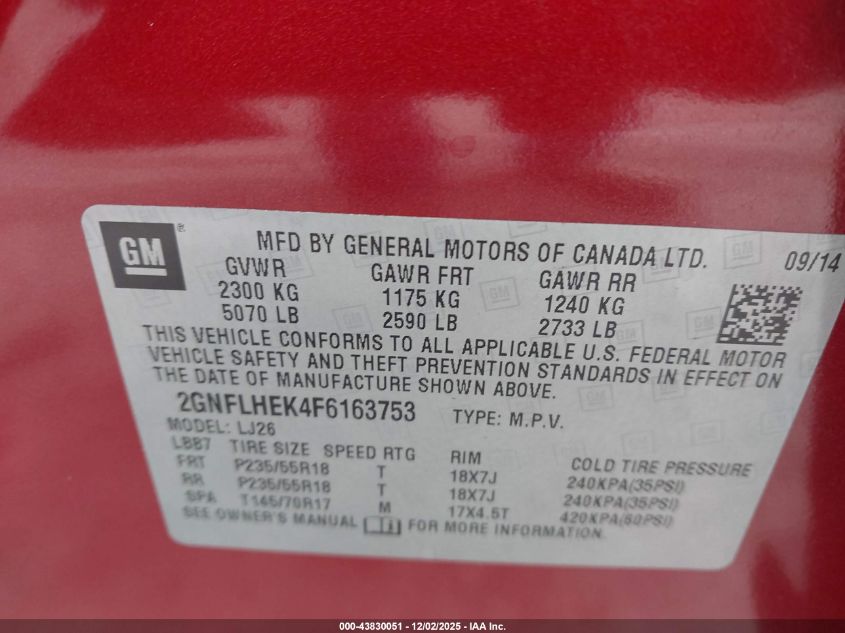 GM ® MFD BY GENERAL MOTORS OF CANADA LTD. 09/14
GVWR GAWR FRT GAWR RR
2300 KG 1175 KG 1240 KG
5070 LB 2590 LB 2733 LB
THIS VEHICLE CONFORMS TO ALL APPLICABLE U.S. FEDERAL MOTOR
VEHICLE SAFETY AND THEFT PREVENTION STANDARDS IN EFFECT ON
THE DATE OF MANUFACTURE SHOWN ABOVE.
2GNFLHEK4F6163753 TYPE: M.P.V.
MODEL: LJ26
LBB7 TIRE SIZE SPEED RTG RIM COLD TIRE PRESSURE
FRT P235/55R18 T 18X7J 240KPA(35PSI)
RR P235/55R18 T 18X7J 240KPA(35PSI)
SPA T145/70R17 M 17X4.5T 420KPA(60PSI)
SEE OWNER'S MANUAL FOR MORE INFORMATION.
000-43830051 - 12/02/2025 - IAA Inc.